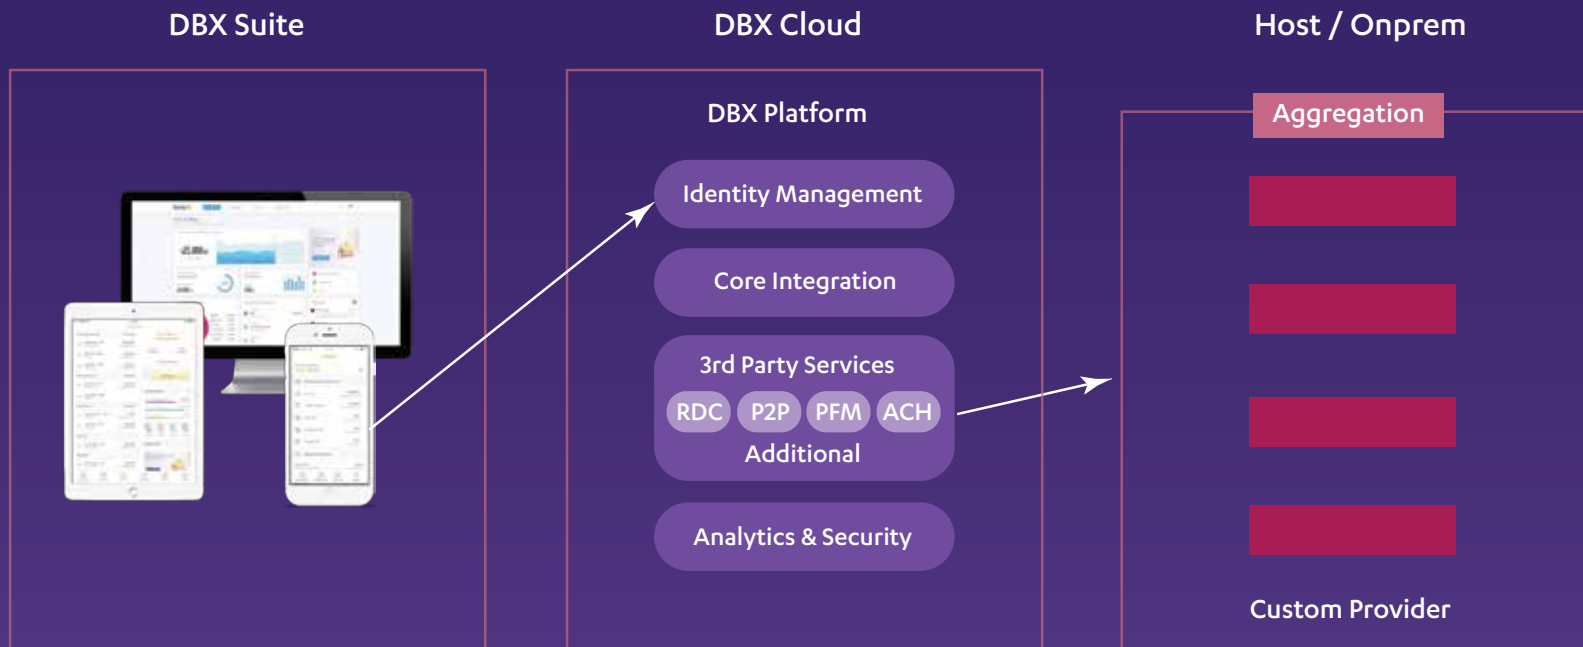 DBX Suite
DBX Cloud
Host / Onprem
DBX Platform
Aggregation
Identity Management
Core Integration
3rd Party Services
RDC P2P PFM ACH
Additional
Analytics & Security
Custom Provider